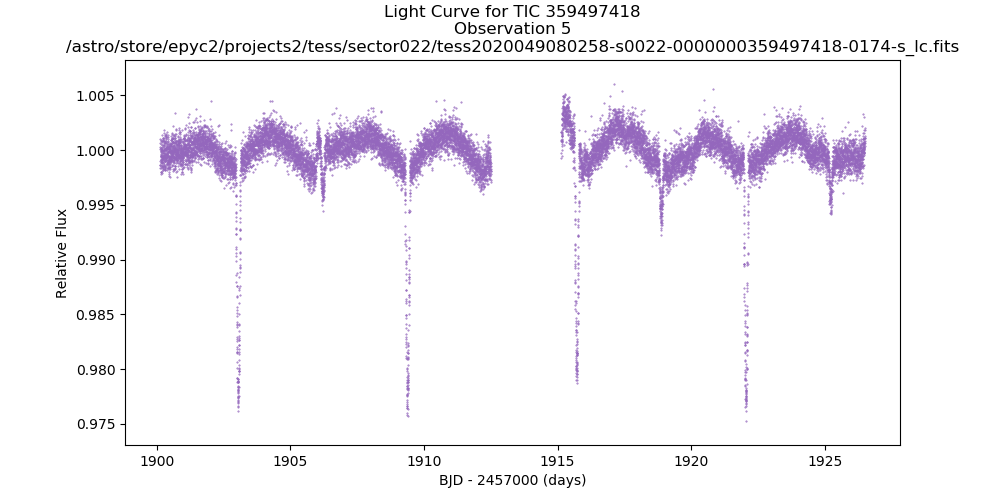 Light Curve for TIC 359497418
Observation 5
/astro/store/epyc2/projects2/tess/sector022/tess2020049080258-s0022-0000000359497418-0174-s_lc.fits
1.005
1.000
0.995
0.990
0.985
0.980
0.975
Relative Flux
1900
1905
1910
1915
1920
1925
BJD - 2457000 (days)